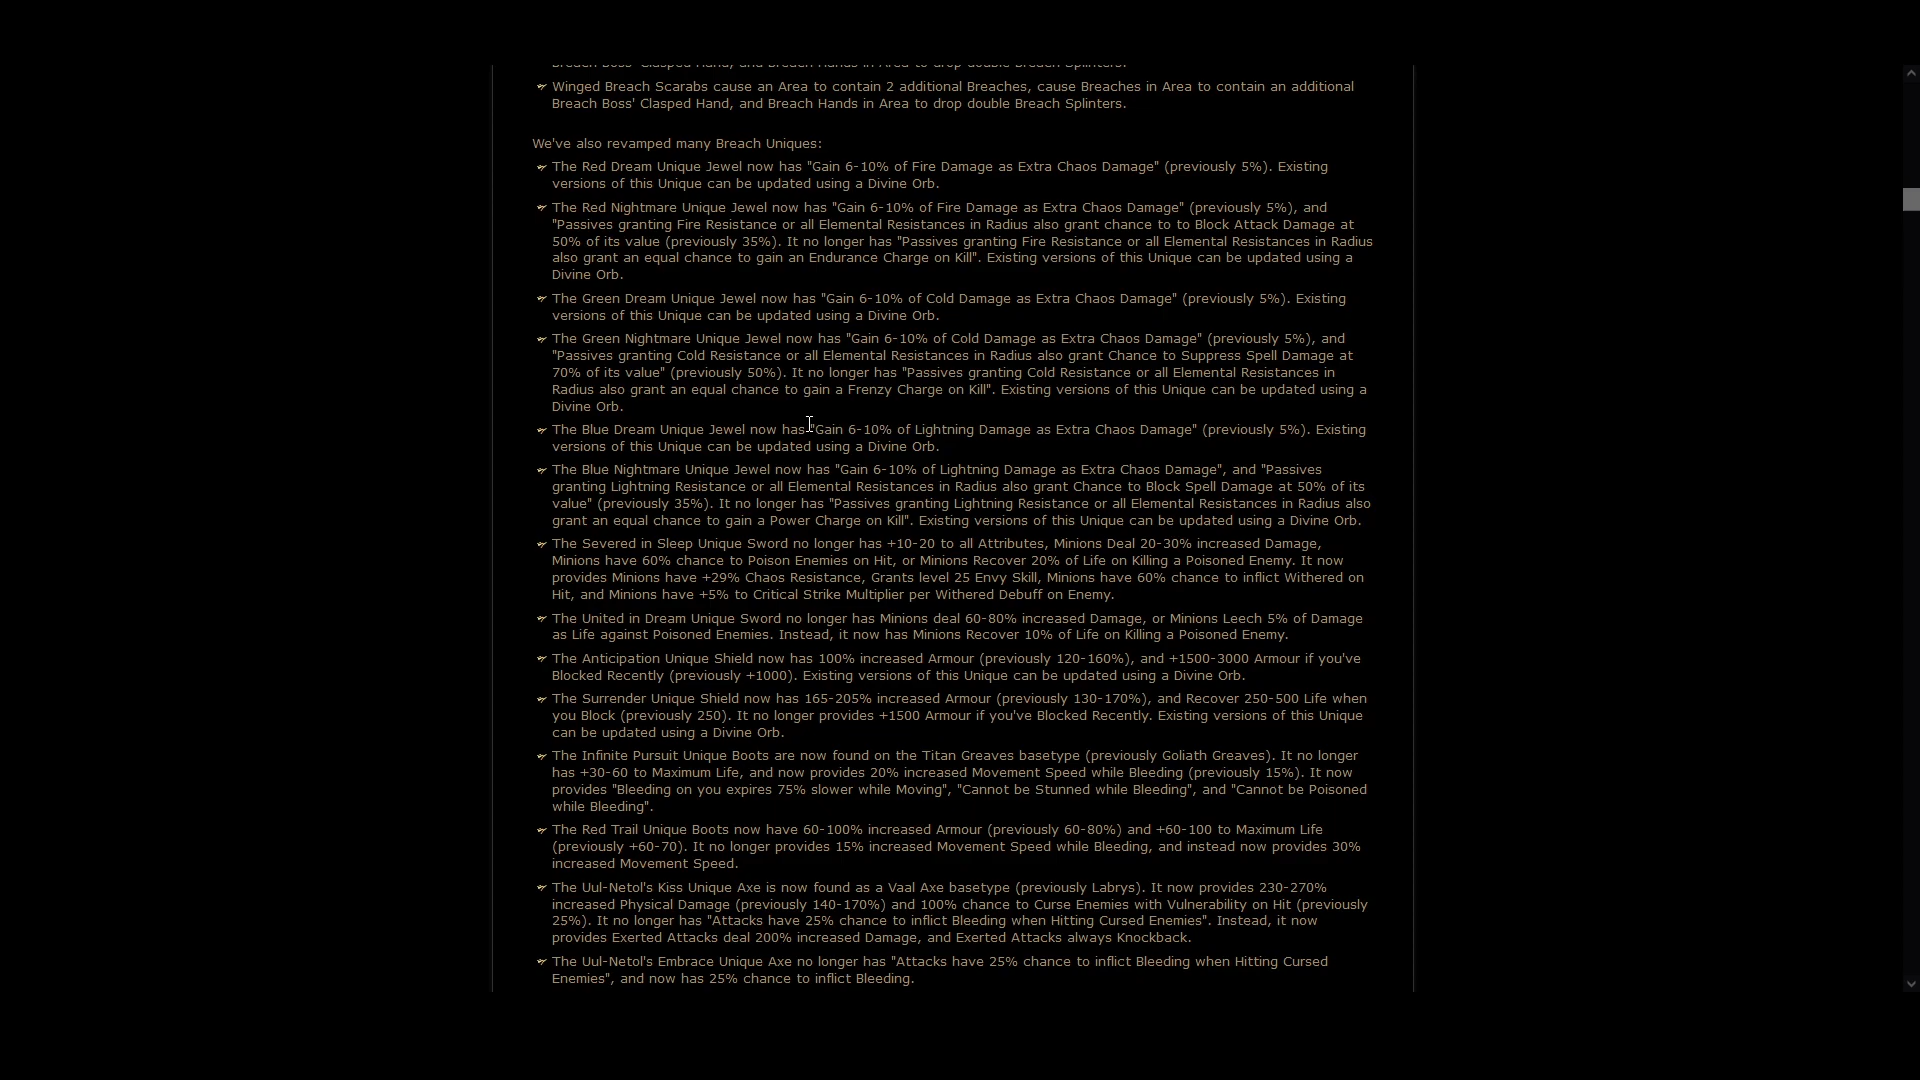 Breach Boss' Clasped Hand, and Breach Hands in Area to drop double Breach Splinters.
Winged Breach Scarabs cause an Area to contain 2 additional Breaches, cause Breaches in Area to contain an additional
Breach Boss' Clasped Hand, and Breach Hands in Area to drop double Breach Splinters.
We've also revamped many Breach Uniques:
The Red Dream Unique Jewel now has "Gain 6-10% of Fire Damage as Extra Chaos Damage" (previously 5%). Existing
versions of this Unique can be updated using a Divine Orb.
The Red Nightmare Unique Jewel now has "Gain 6-10% of Fire Damage as Extra Chaos Damage" (previously 5%), and
"Passives granting Fire Resistance or all Elemental Resistances in Radius also grant chance to to Block Attack Damage at
50% of its value (previously 35%). It no longer has "Passives granting Fire Resistance or all Elemental Resistances in Radius
also grant an equal chance to gain an Endurance Charge on Kill". Existing versions of this Unique can be updated using a
Divine Orb.
The Green Dream Unique Jewel now has "Gain 6-10% of Cold Damage as Extra Chaos Damage" (previously 5%). Existing
versions of this Unique can be updated using a Divine Orb.
The Green Nightmare Unique Jewel now has "Gain 6-10% of Cold Damage as Extra Chaos Damage" (previously 5%), and
"Passives granting Cold Resistance or all Elemental Resistances in Radius also grant Chance to Suppress Spell Damage at
70% of its value" (previously 50%). It no longer has "Passives granting Cold Resistance or all Elemental Resistances in
Radius also grant an equal chance to gain a Frenzy Charge on Kill". Existing versions of this Unique can be updated using a
Divine Orb.
The Blue Dream Unique Jewel now has "Gain 6-10% of Lightning Damage as Extra Chaos Damage" (previously 5%). Existing
versions of this Unique can be updated using a Divine Orb.
The Blue Nightmare Unique Jewel now has "Gain 6-10% of Lightning Damage as Extra Chaos Damage", and "Passives
granting Lightning Resistance or all Elemental Resistances in Radius also grant Chance to Block Spell Damage at 50% of its
value" (previously 35%). It no longer has "Passives granting Lightning Resistance or all Elemental Resistances in Radius also
grant an equal chance to gain a Power Charge on Kill". Existing versions of this Unique can be updated using a Divine Orb.
The Severed in Sleep Unique Sword no longer has +10-20 to all Attributes, Minions Deal 20-30% increased Damage,
Minions have 60% chance to Poison Enemies on Hit, or Minions Recover 20% of Life on Killing a Poisoned Enemy. It now
provides Minions have +29% Chaos Resistance, Grants level 25 Envy Skill, Minions have 60% chance to inflict Withered on
Hit, and Minions have +5% to Critical Strike Multiplier per Withered Debuff on Enemy.
The United in Dream Unique Sword no longer has Minions deal 60-80% increased Damage, or Minions Leech 5% of Damage
as Life against Poisoned Enemies. Instead, it now has Minions Recover 10% of Life on Killing a Poisoned Enemy.
The Anticipation Unique Shield now has 100% increased Armour (previously 120-160%), and +1500-3000 Armour if you've
Blocked Recently (previously +1000). Existing versions of this Unique can be updated using a Divine Orb.
The Surrender Unique Shield now has 165-205% increased Armour (previously 130-170%), and Recover 250-500 Life when
you Block (previously 250). It no longer provides +1500 Armour if you've Blocked Recently. Existing versions of this Unique
can be updated using a Divine Orb.
The Infinite Pursuit Unique Boots are now found on the Titan Greaves basetype (previously Goliath Greaves). It no longer
has +30-60 to Maximum Life, and now provides 20% increased Movement Speed while Bleeding (previously 15%). It now
provides "Bleeding on you expires 75% slower while Moving", "Cannot be Stunned while Bleeding", and "Cannot be Poisoned
while Bleeding".
The Red Trail Unique Boots now have 60-100% increased Armour (previously 60-80%) and +60-100 to Maximum Life
(previously +60-70). It no longer provides 15% increased Movement Speed while Bleeding, and instead now provides 30%
increased Movement Speed.
The Uul-Netol's Kiss Unique Axe is now found as a Vaal Axe basetype (previously Labrys). It now provides 230-270%
increased Physical Damage (previously 140-170%) and 100% chance to Curse Enemies with Vulnerability on Hit (previously
25%). It no longer has "Attacks have 25% chance to inflict Bleeding when Hitting Cursed Enemies". Instead, it now
provides Exerted Attacks deal 200% increased Damage, and Exerted Attacks always Knockback.
The Uul-Netol's Embrace Unique Axe no longer has "Attacks have 25% chance to inflict Bleeding when Hitting Cursed
Enemies", and now has 25% chance to inflict Bleeding.